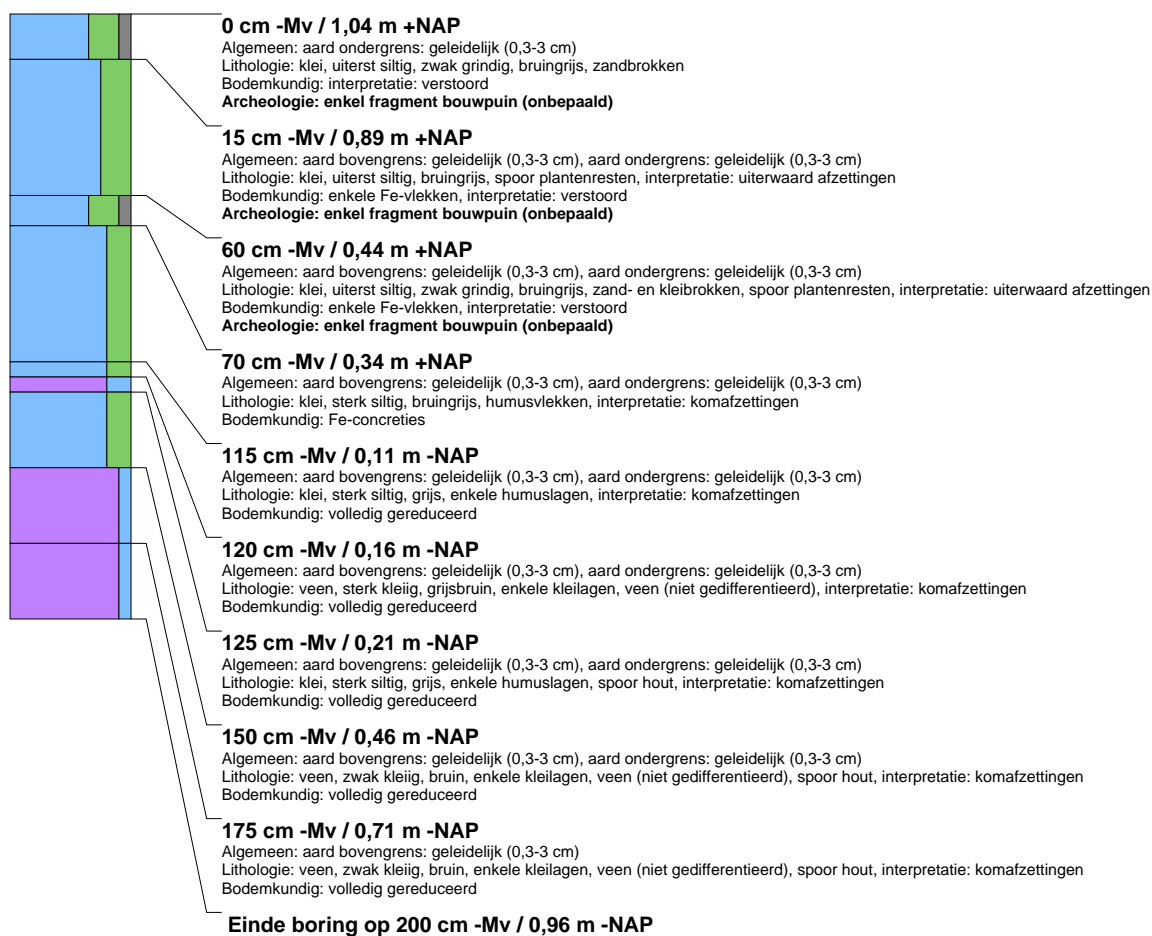 0 cm -Mv / 1,04 m +NAP
Algemeen: aard ondergrens: geleidelijk (0,3-3 cm)
Lithologie: klei, uiterst siltig, zwak grindig, bruingrijs, zandbrokken
Bodemkundig: interpretatie: verstoord
Archeologie: enkel fragment bouwpuin (onbepaald)
15 cm -Mv / 0,89 m +NAP
Algemeen: aard bovengrens: geleidelijk (0,3-3 cm), aard ondergrens: geleidelijk (0,3-3 cm)
Lithologie: klei, uiterst siltig, bruingrijs, spoor plantenresten, interpretatie: uiterwaard afzettingen
Bodemkundig: enkele Fe-vlekken, interpretatie: verstoord
Archeologie: enkel fragment bouwpuin (onbepaald)
60 cm -Mv / 0,44 m +NAP
Algemeen: aard bovengrens: geleidelijk (0,3-3 cm), aard ondergrens: geleidelijk (0,3-3 cm)
Lithologie: klei, uiterst siltig, zwak grindig, bruingrijs, zand- en kleibrokken, spoor plantenresten, interpretatie: uiterwaard afzettingen
Bodemkundig: enkele Fe-vlekken, interpretatie: verstoord
Archeologie: enkel fragment bouwpuin (onbepaald)
70 cm -Mv / 0,34 m +NAP
Algemeen: aard bovengrens: geleidelijk (0,3-3 cm), aard ondergrens: geleidelijk (0,3-3 cm)
Lithologie: klei, sterk siltig, bruingrijs, humusvlekken, interpretatie: komafzettingen
Bodemkundig: Fe-concreties
115 cm -Mv / 0,11 m -NAP
Algemeen: aard bovengrens: geleidelijk (0,3-3 cm), aard ondergrens: geleidelijk (0,3-3 cm)
Lithologie: klei, sterk siltig, grijs, enkele humuslagen, interpretatie: komafzettingen
Bodemkundig: volledig gereduceerd
120 cm -Mv / 0,16 m -NAP
Algemeen: aard bovengrens: geleidelijk (0,3-3 cm), aard ondergrens: geleidelijk (0,3-3 cm)
Lithologie: veen, sterk kleiig, grijsbruin, enkele kleilagen, veen (niet gedifferentieerd), interpretatie: komafzettingen
Bodemkundig: volledig gereduceerd
125 cm -Mv / 0,21 m -NAP
Algemeen: aard bovengrens: geleidelijk (0,3-3 cm), aard ondergrens: geleidelijk (0,3-3 cm)
Lithologie: klei, sterk siltig, grijs, enkele humuslagen, spoor hout, interpretatie: komafzettingen
Bodemkundig: volledig gereduceerd
150 cm -Mv / 0,46 m -NAP
Algemeen: aard bovengrens: geleidelijk (0,3-3 cm), aard ondergrens: geleidelijk (0,3-3 cm)
Lithologie: veen, zwak kleiig, bruin, enkele kleilagen, veen (niet gedifferentieerd), spoor hout, interpretatie: komafzettingen
Bodemkundig: volledig gereduceerd
175 cm -Mv / 0,71 m -NAP
Algemeen: aard bovengrens: geleidelijk (0,3-3 cm)
Lithologie: veen, zwak kleiig, bruin, enkele kleilagen, veen (niet gedifferentieerd), spoor hout, interpretatie: komafzettingen
Bodemkundig: volledig gereduceerd
Einde boring op 200 cm -Mv / 0,96 m -NAP